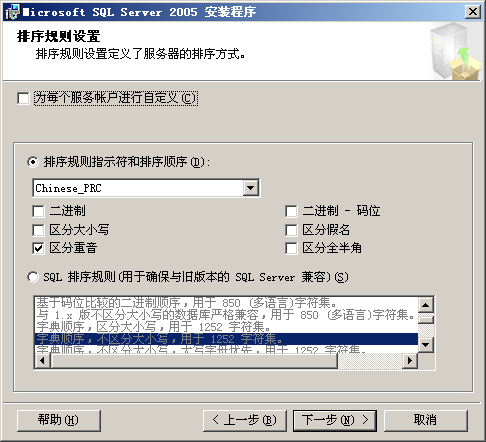 Microsoft SQL Server 2005 安装程序
排序规则设置
排序规则设置定义了服务器的排序方式。
为每个服务帐户进行自定义(C)
排序规则指示符和排序顺序(D):
Chinese_PRC
二进制
二进制 - 码位
区分大小写
区分假名
区分重音
区分全半角
SQL 排序规则(用于确保与旧版本的 SQL Server 兼容)(S)
基于码位比较的二进制顺序,用于 850 (多语言)字符集。
与 1.x 版不区分大小写的数据库严格兼容,用于 850 (多语言)字符集。
字典顺序,区分大小写,用于 1252 字符集。
字典顺序,不区分大小写,用于 1252 字符集。
字典顺序,不区分大小写,大写字母优先,用于 1252 字符集。
帮助(H)
< 上一步(B)
下一步(N) >
取消